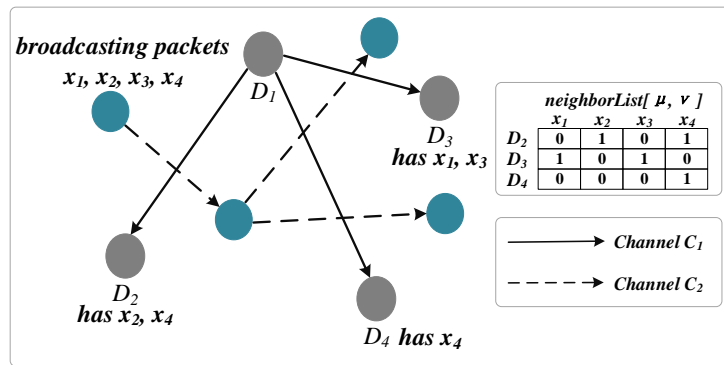 broadcasting packets
x1, x2, x3, x4
D1
D3
has x1, x3
D2
has x2, x4
D4 has x4
neighborList[ μ, ν ]
x1 x2 x3 x4
D2 0 1 0 1
D3 1 0 1 0
D4 0 0 0 1
Channel C1
Channel C2